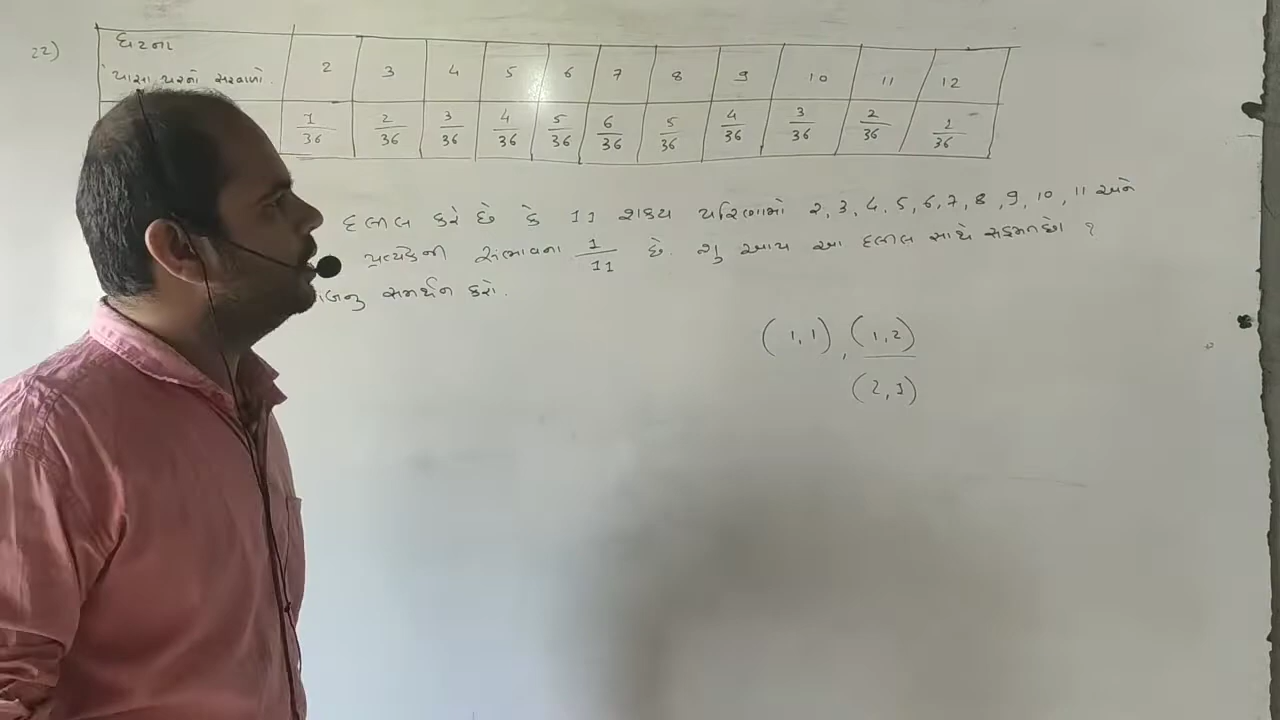 22)
ઘટના
પાસા પરનો સરવાળો. 2 3 4 5 6 7 8 9 10 11 12
1/36 2/36 3/36 4/36 5/36 6/36 5/36 4/36 3/36 2/36 1/36
દલીલ કરે છે કે 11 શક્ય પરિણામો 2, 3, 4, 5, 6, 7, 8, 9, 10, 11 અને
પ્રત્યેકની સંભાવના 1/11 છે. શું આપ આ દલીલ સાથે સહમત છો ?
સમર્થન કરો.
(1,1), (1,2)
(2,1)